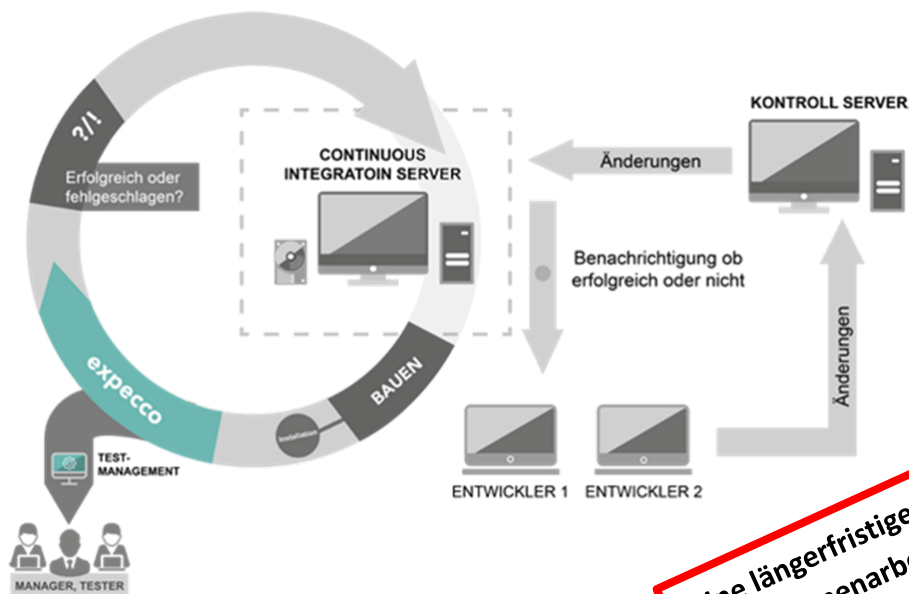 ?/i
Erfolgreich oder
fehlgeschlagen?
CONTINUOUS
INTEGRATOIN SERVER
KONTROLL SERVER
Änderungen
Benachrichtigung ob
erfolgreich oder nicht
Änderungen
expecco
Installation
BAUEN
TEST-
MANAGEMENT
ENTWICKLER 1
ENTWICKLER 2
MANAGER, TESTER
längerfristige